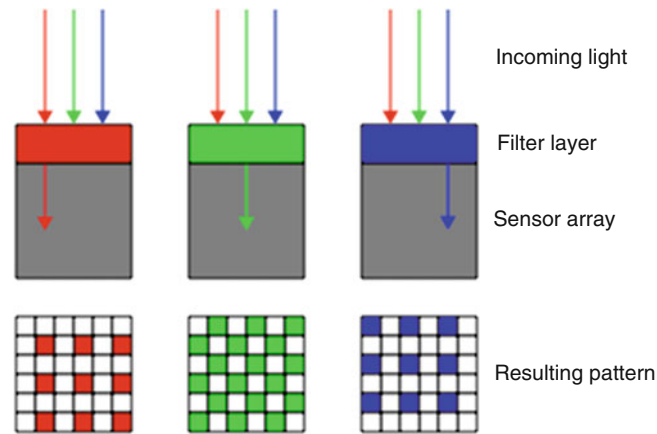 Incoming light
Filter layer
Sensor array
Resulting pattern